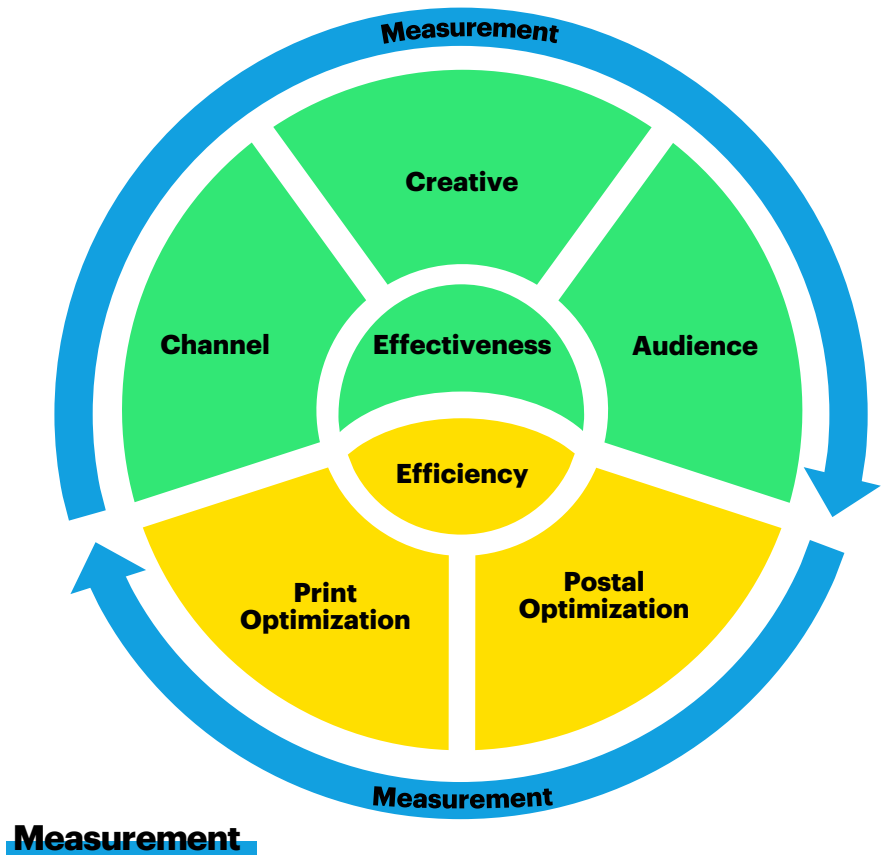 Measurement
Creative
Channel
Effectiveness
Audience
Efficiency
Print
Optimization
Postal
Optimization
Measurement
Measurement